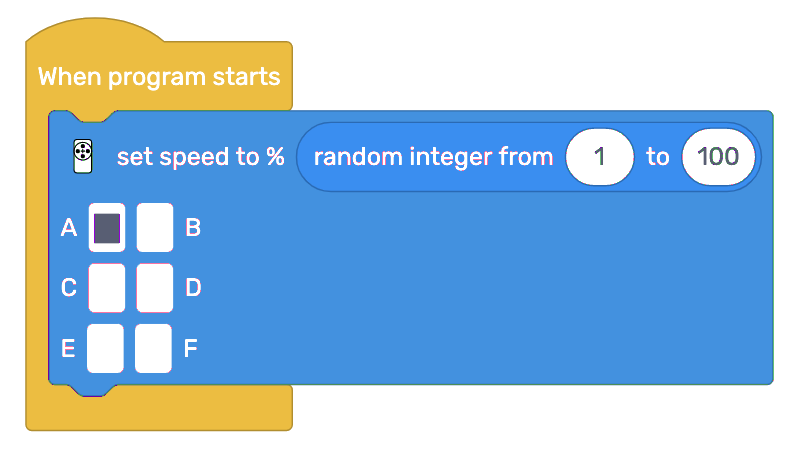 When program starts
set speed to % random integer from 1 to 100
A B
C D
E F